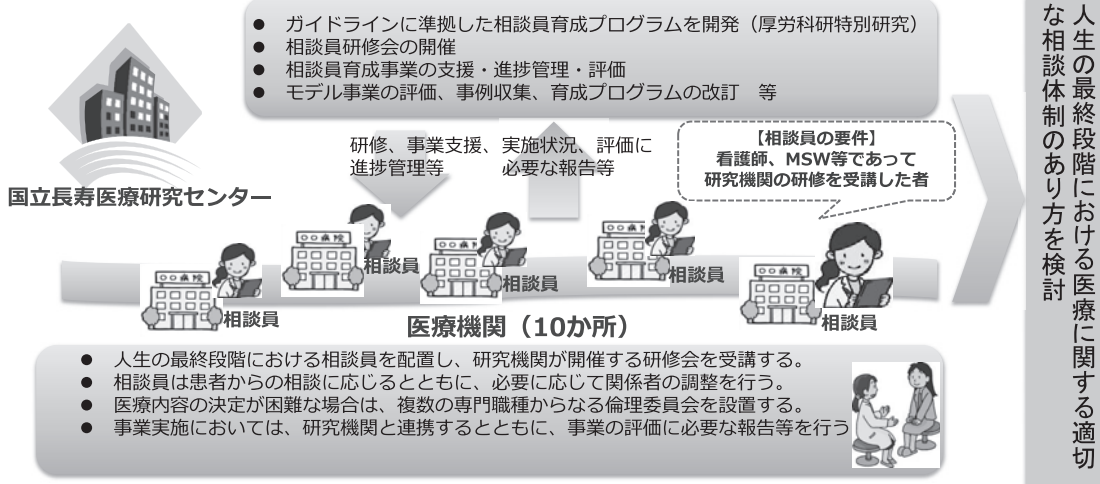 ● ガイドラインに準拠した相談員育成プログラムを開発（厚労科研特別研究）
● 相談員研修会の開催
● 相談員育成事業の支援・進捗管理・評価
● モデル事業の評価、事例収集、育成プログラムの改訂　等
国立長寿医療研究センター
研修、事業支援、
進捗管理等
実施状況、評価に
必要な報告等
【相談員の要件】
看護師、MSW等であって
研究機関の研修を受講した者
○○病院
相談員
○○病院
相談員
○○病
相談員
○○病
相談員
○○病院
相談員
医療機関（10か所）
● 人生の最終段階における相談員を配置し、研究機関が開催する研修会を受講する。
● 相談員は患者からの相談に応じるとともに、必要に応じて関係者の調整を行う。
● 医療内容の決定が困難な場合は、複数の専門職種からなる倫理委員会を設置する。
● 事業実施においては、研究機関と連携するとともに、事業の評価に必要な報告等を行う
人生の最終段階における医療に関する適切
な相談体制のあり方を検討